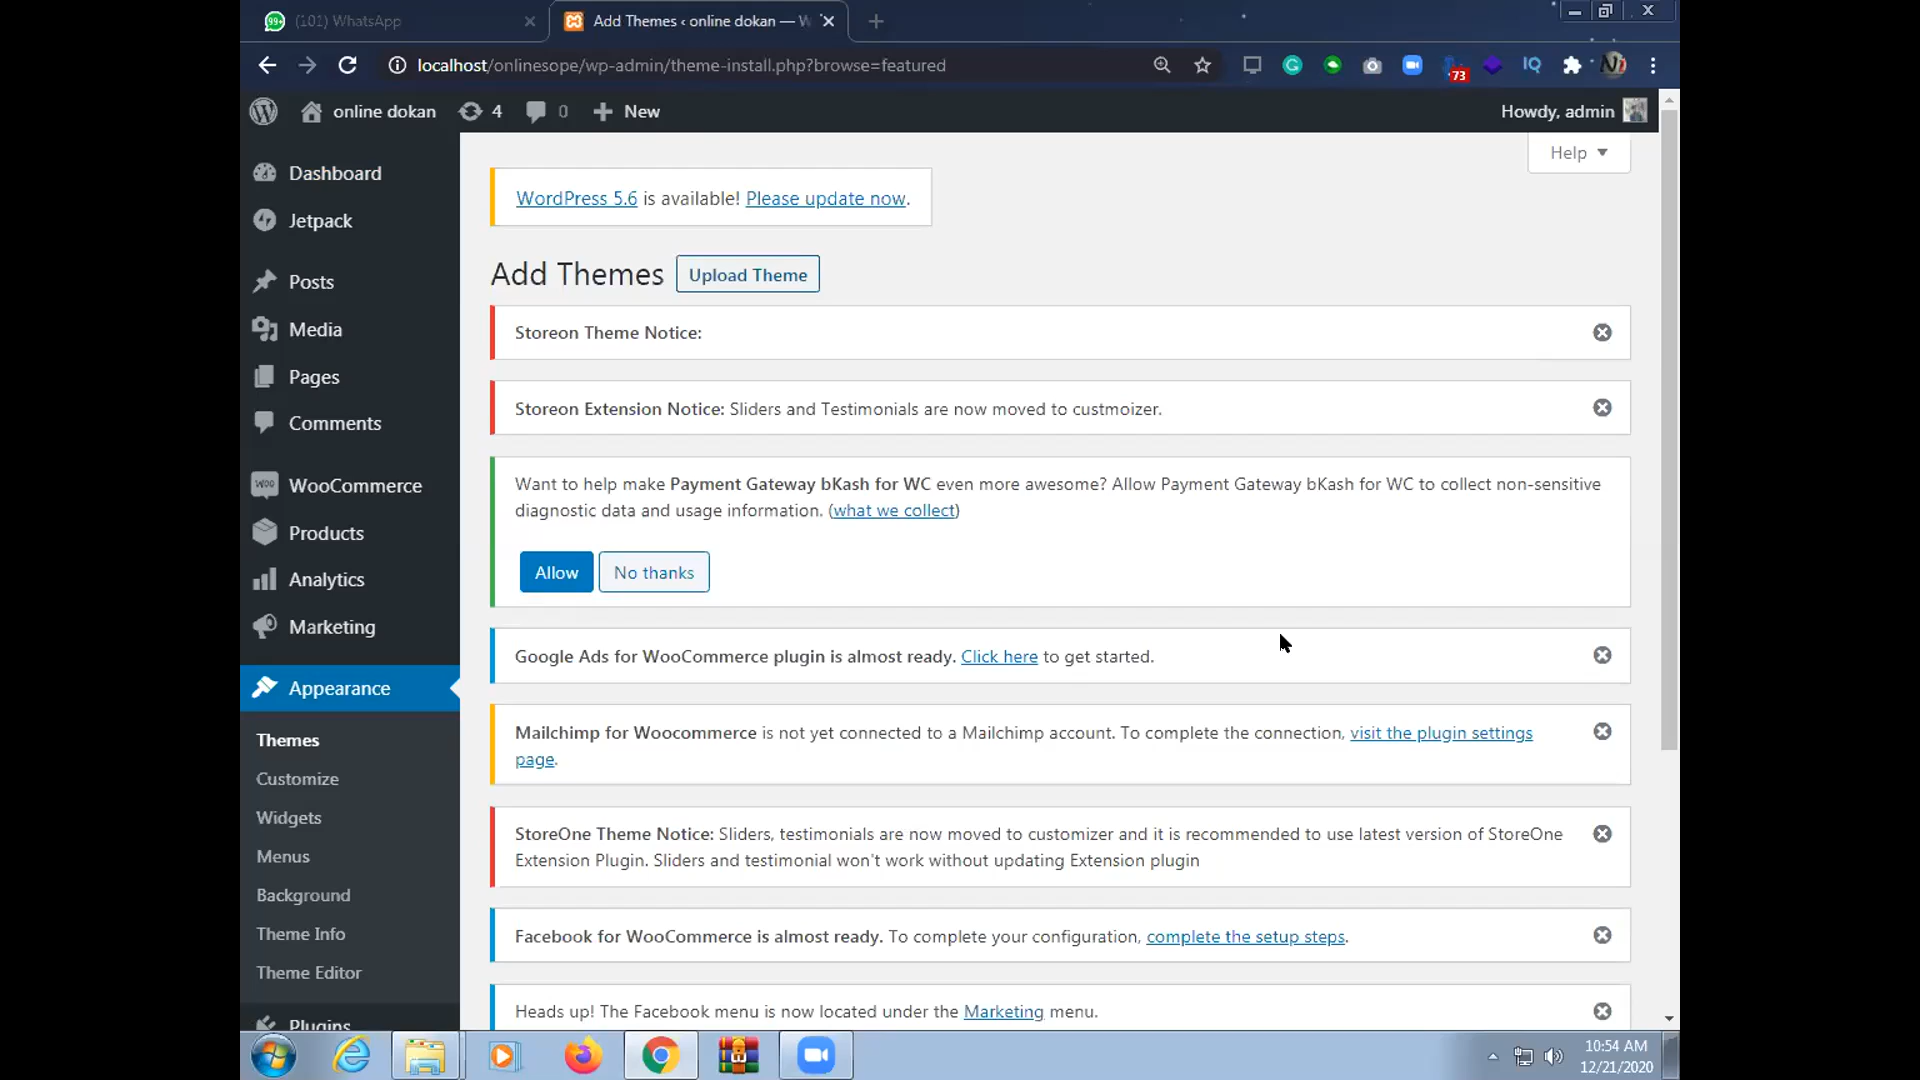 99+ (101) WhatsApp
Add Themes ‹ online dokan — W
localhost/onlinesope/wp-admin/theme-install.php?browse=featured
73
IQ
online dokan
4
0
New
Howdy, admin
Help
Dashboard
Jetpack
Posts
Media
Pages
Comments
WOO WooCommerce
Products
Analytics
Marketing
Appearance
Themes
Customize
Widgets
Menus
Background
Theme Info
Theme Editor
Plugins
WordPress 5.6 is available! Please update now.
Add Themes
Upload Theme
Storeon Theme Notice:
Storeon Extension Notice: Sliders and Testimonials are now moved to custmoizer.
Want to help make Payment Gateway bKash for WC even more awesome? Allow Payment Gateway bKash for WC to collect non-sensitive
diagnostic data and usage information. (what we collect)
Allow
No thanks
Google Ads for WooCommerce plugin is almost ready. Click here to get started.
Mailchimp for Woocommerce is not yet connected to a Mailchimp account. To complete the connection, visit the plugin settings
page.
StoreOne Theme Notice: Sliders, testimonials are now moved to customizer and it is recommended to use latest version of StoreOne
Extension Plugin. Sliders and testimonial won't work without updating Extension plugin
Facebook for WooCommerce is almost ready. To complete your configuration, complete the setup steps.
Heads up! The Facebook menu is now located under the Marketing menu.
10:54 AM
12/21/2020